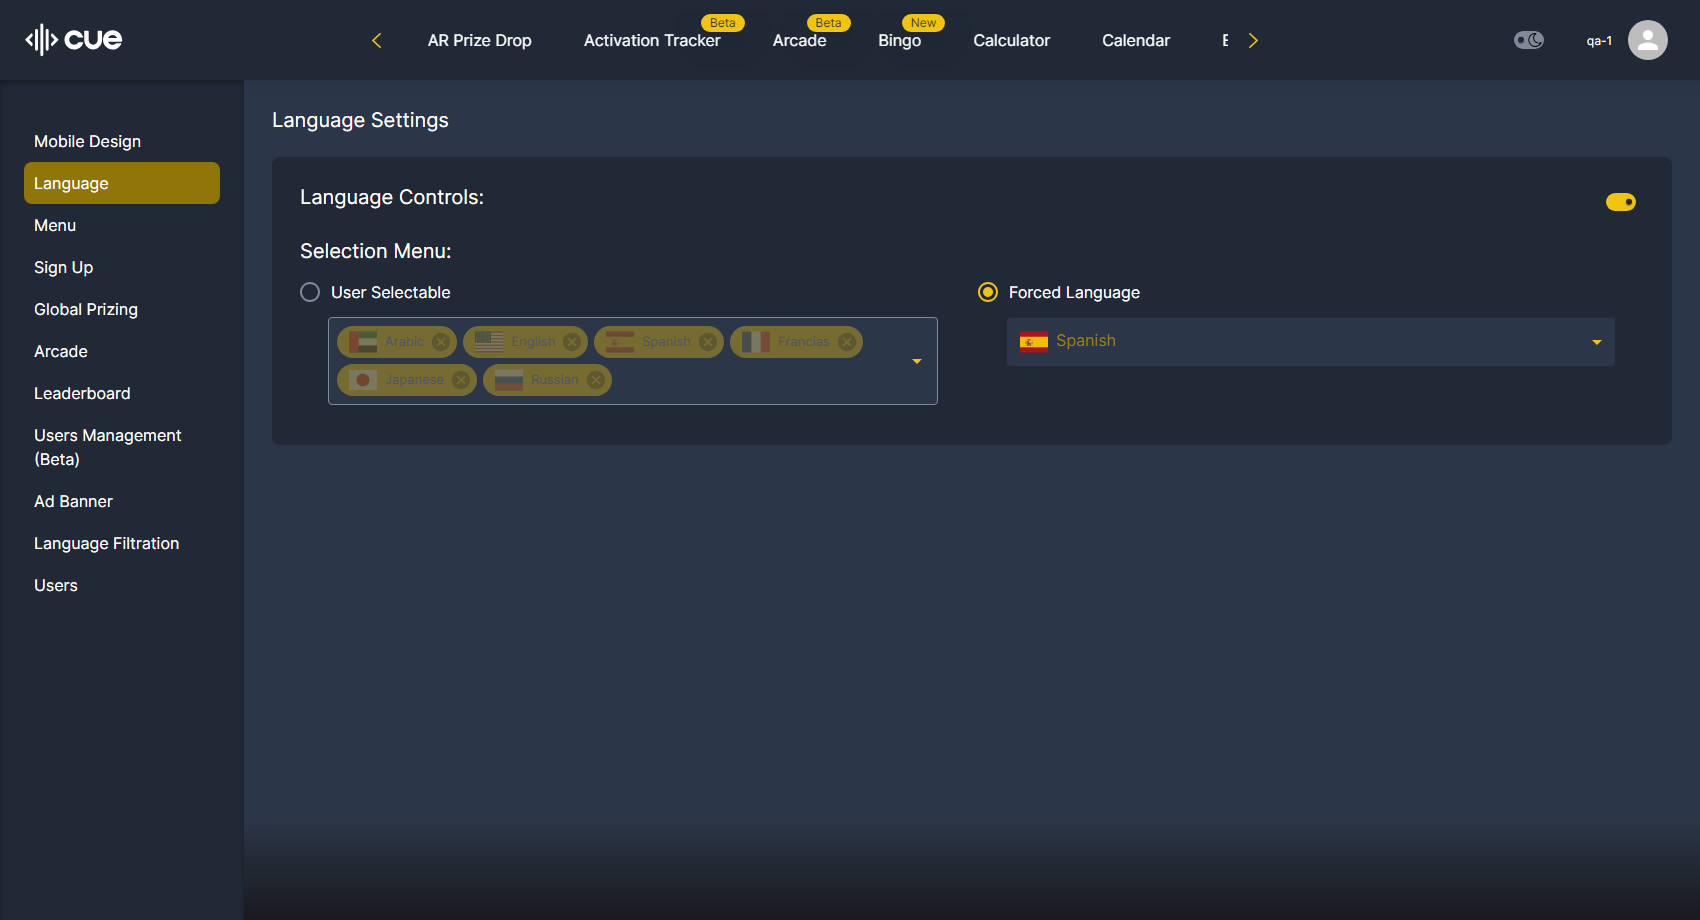 cue
AR Prize Drop
Activation Tracker
Beta
Arcade
Beta
Bingo
New
Calculator
Calendar
qa-1
Mobile Design
Language
Menu
Sign Up
Global Prizing
Arcade
Leaderboard
Users Management
(Beta)
Ad Banner
Language Filtration
Users
Language Settings
Language Controls:
Selection Menu:
User Selectable
Arabic
English
Spanish
Francias
Japanese
Russian
Forced Language
Spanish